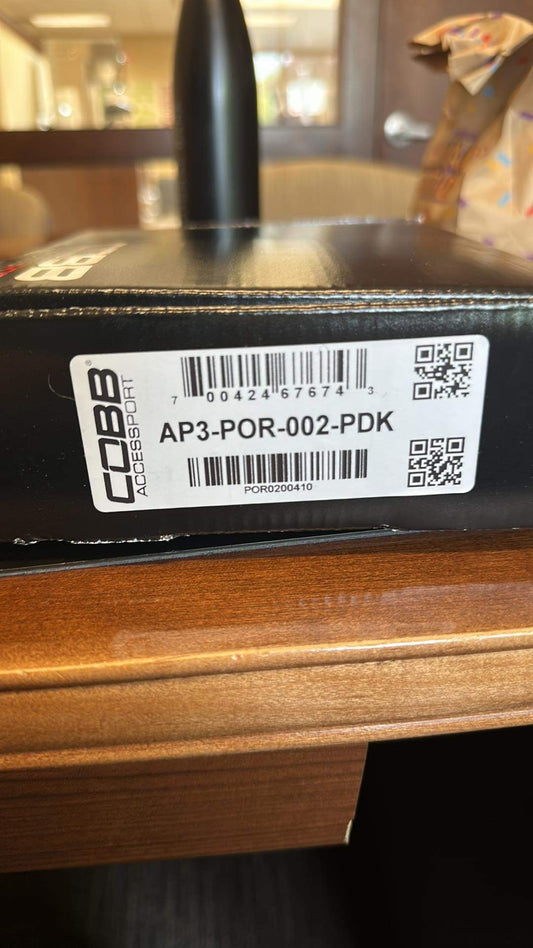 COBB®
ACCESSPORT
7 00424 67674 3
AP3-POR-002-PDK
POR0200410